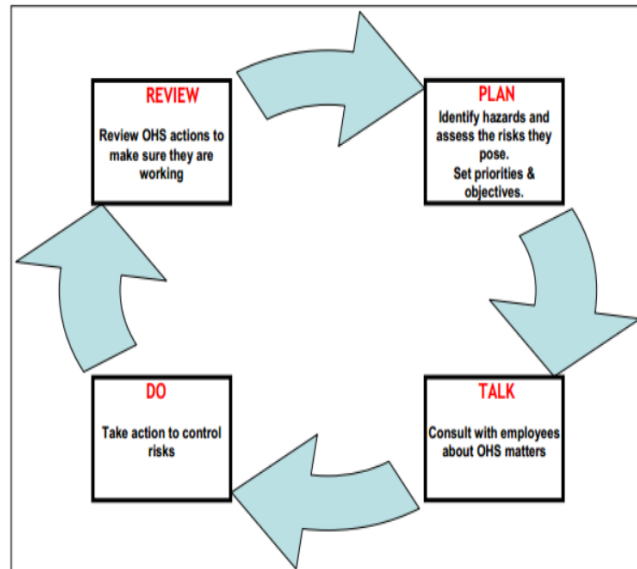 REVIEW
Review OHS actions to
make sure they are
working
PLAN
Identify hazards and
assess the risks they
pose.
Set priorities &
objectives.
DO
Take action to control
risks
TALK
Consult with employees
about OHS matters